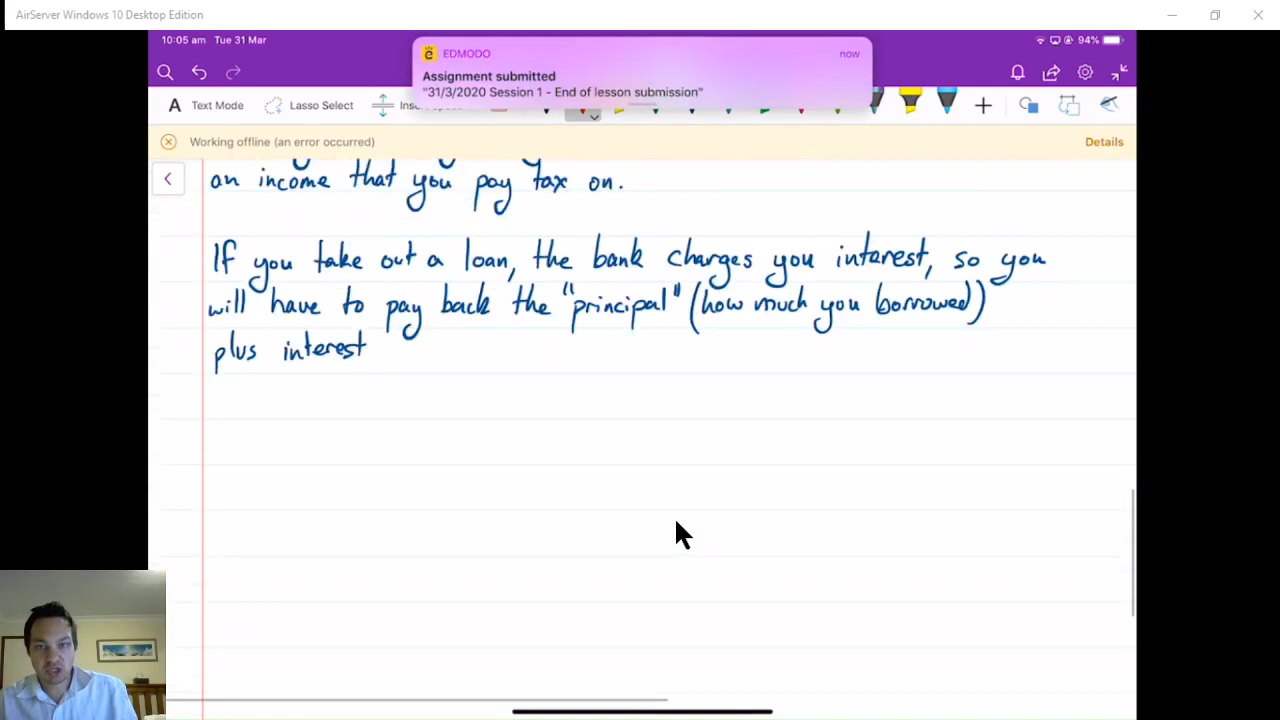 AirServer Windows 10 Desktop Edition
10:05 am Tue 31 Mar
94%
EDMODO now
Assignment submitted
"31/3/2020 Session 1 - End of lesson submission"
A Text Mode Lasso Select
Working offline (an error occurred) Details
an income that you pay tax on.
If you take out a loan, the bank charges you interest, so you
will have to pay back the "principal" (how much you borrowed)
plus interest